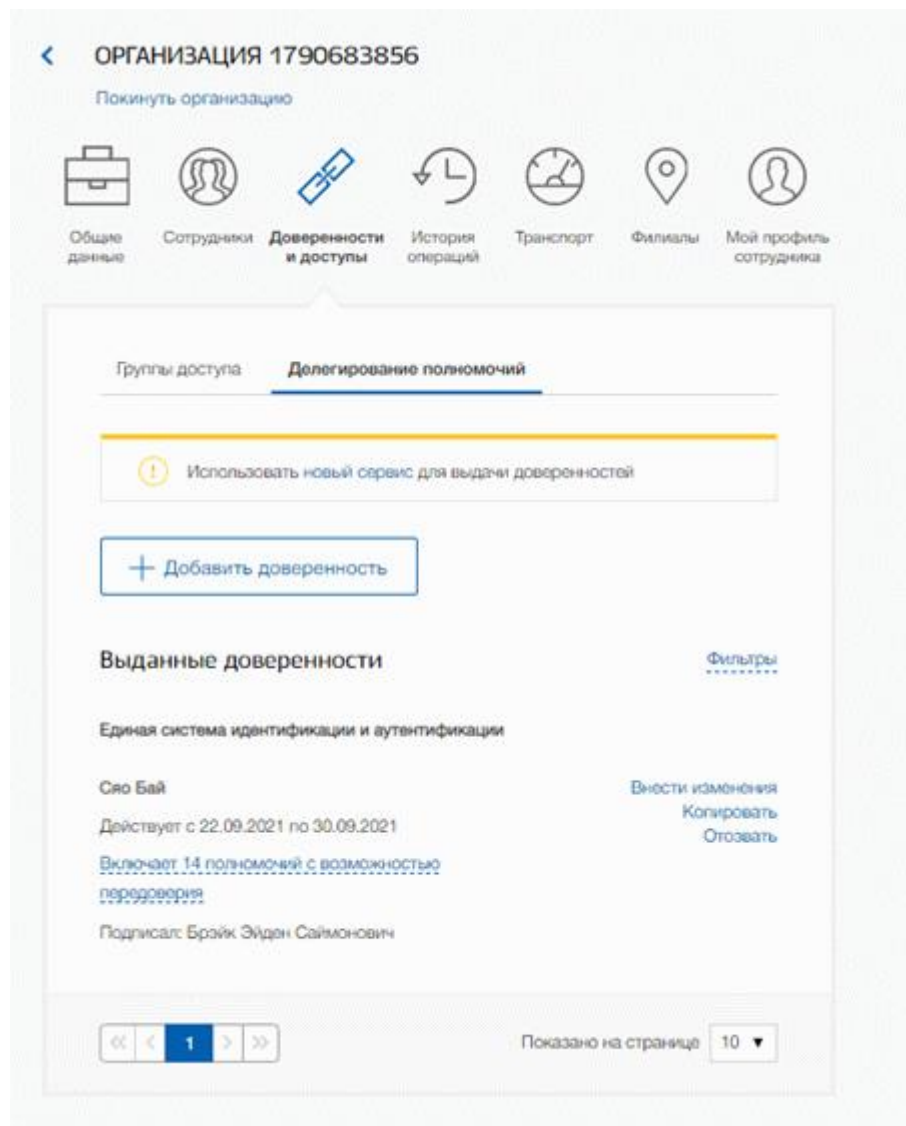 ОРГАНИЗАЦИЯ 1790683856
Покинуть организацию
Общие данные
Сотрудники
Доверенности и доступы
История операций
Транспорт
Филиалы
Мой профиль сотрудника
Группы доступа
Делегирование полномочий
Использовать новый сервис для выдачи доверенностей
Добавить доверенность
Выданные доверенности
Фильтры
Единая система идентификации и аутентификации
Сяо Бай
Внести изменения
Действует с 22.09.2021 по 30.09.2021
Копировать
Отозвать
Включает 14 полномочий с возможностью
передоверия
Подписал: Брэйк Эйден Саймонович
« < 1 > »
Показано на странице 10 ▼